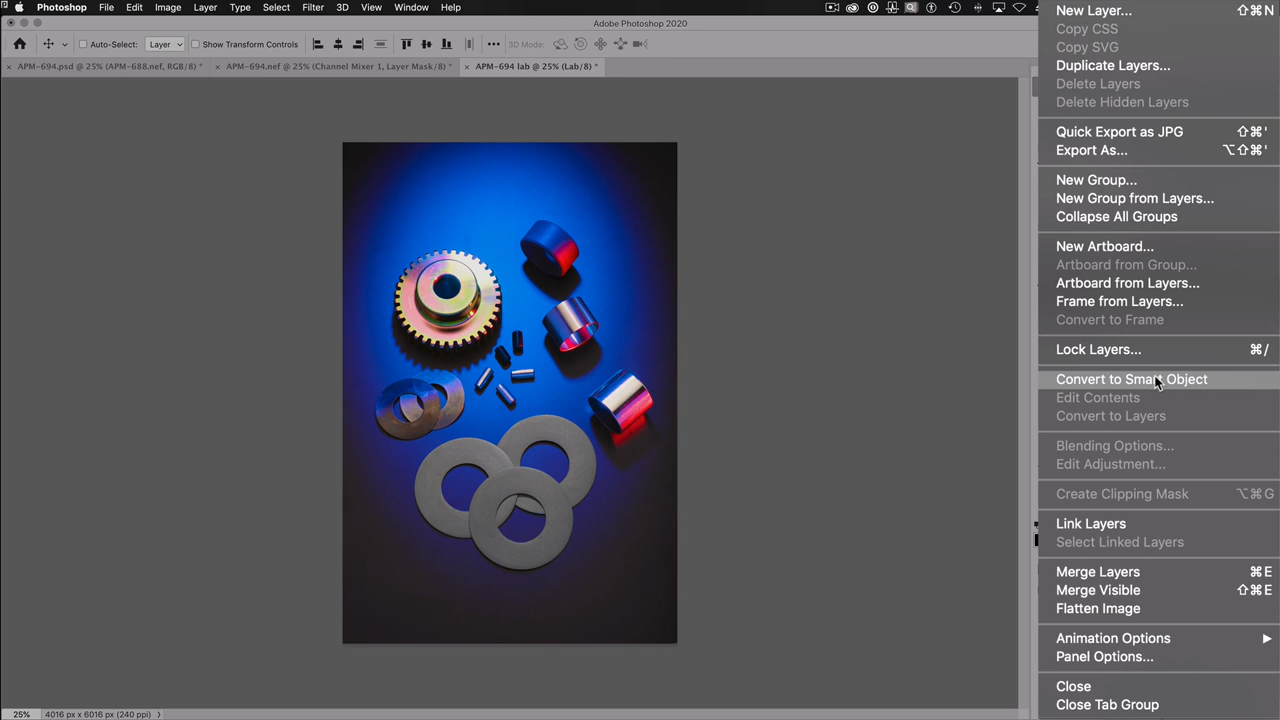 Photoshop File Edit Image Layer Type Select Filter 3D View Window Help
Adobe Photoshop 2020
Auto-Select: Layer Show Transform Controls 3D Mode:
APM-694.psd @ 25% (APM-688.nef, RGB/8) * APM-694.nef @ 25% (Channel Mixer 1, Layer Mask/8) * APM-694 lab @ 25% (Lab/8) *
New Layer... ⇧⌘N
Copy CSS
Copy SVG
Duplicate Layers...
Delete Layers
Delete Hidden Layers
Quick Export as JPG ⇧⌘'
Export As... ⌥⇧⌘'
New Group...
New Group from Layers...
Collapse All Groups
New Artboard...
Artboard from Group...
Artboard from Layers...
Frame from Layers...
Convert to Frame
Lock Layers... ⌘/
Convert to Smart Object
Edit Contents
Convert to Layers
Blending Options...
Edit Adjustment...
Create Clipping Mask ⌥⌘G
Link Layers
Select Linked Layers
Merge Layers ⌘E
Merge Visible ⇧⌘E
Flatten Image
Animation Options
Panel Options...
Close
Close Tab Group
25% 4016 px x 6016 px (240 ppi)